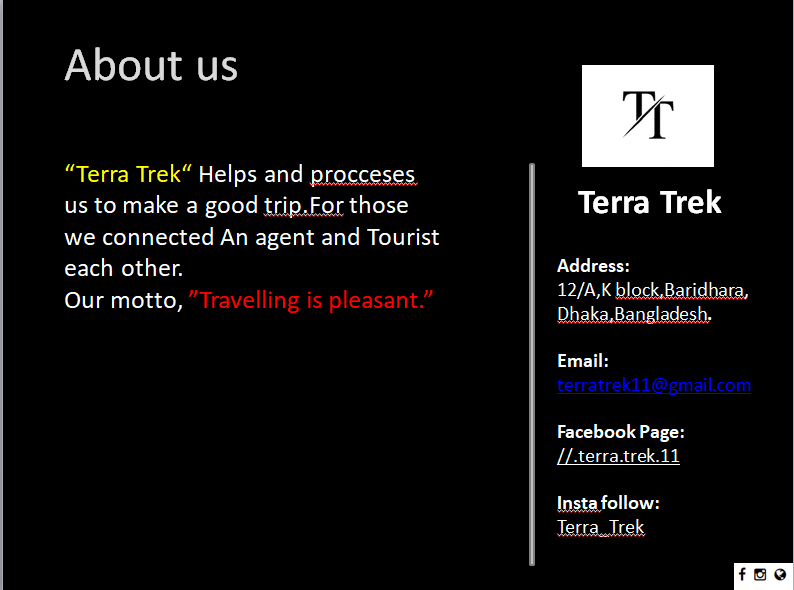 About us
“Terra Trek“ Helps and procceses
us to make a good trip.For those
we connected An agent and Tourist
each other.
Our motto, ”Travelling is pleasant.”
TT
Terra Trek
Address:
12/A,K block,Baridhara,
Dhaka,Bangladesh.
Email:
terratrek11@gmail.com
Facebook Page:
//.terra.trek.11
Insta follow:
Terra_Trek